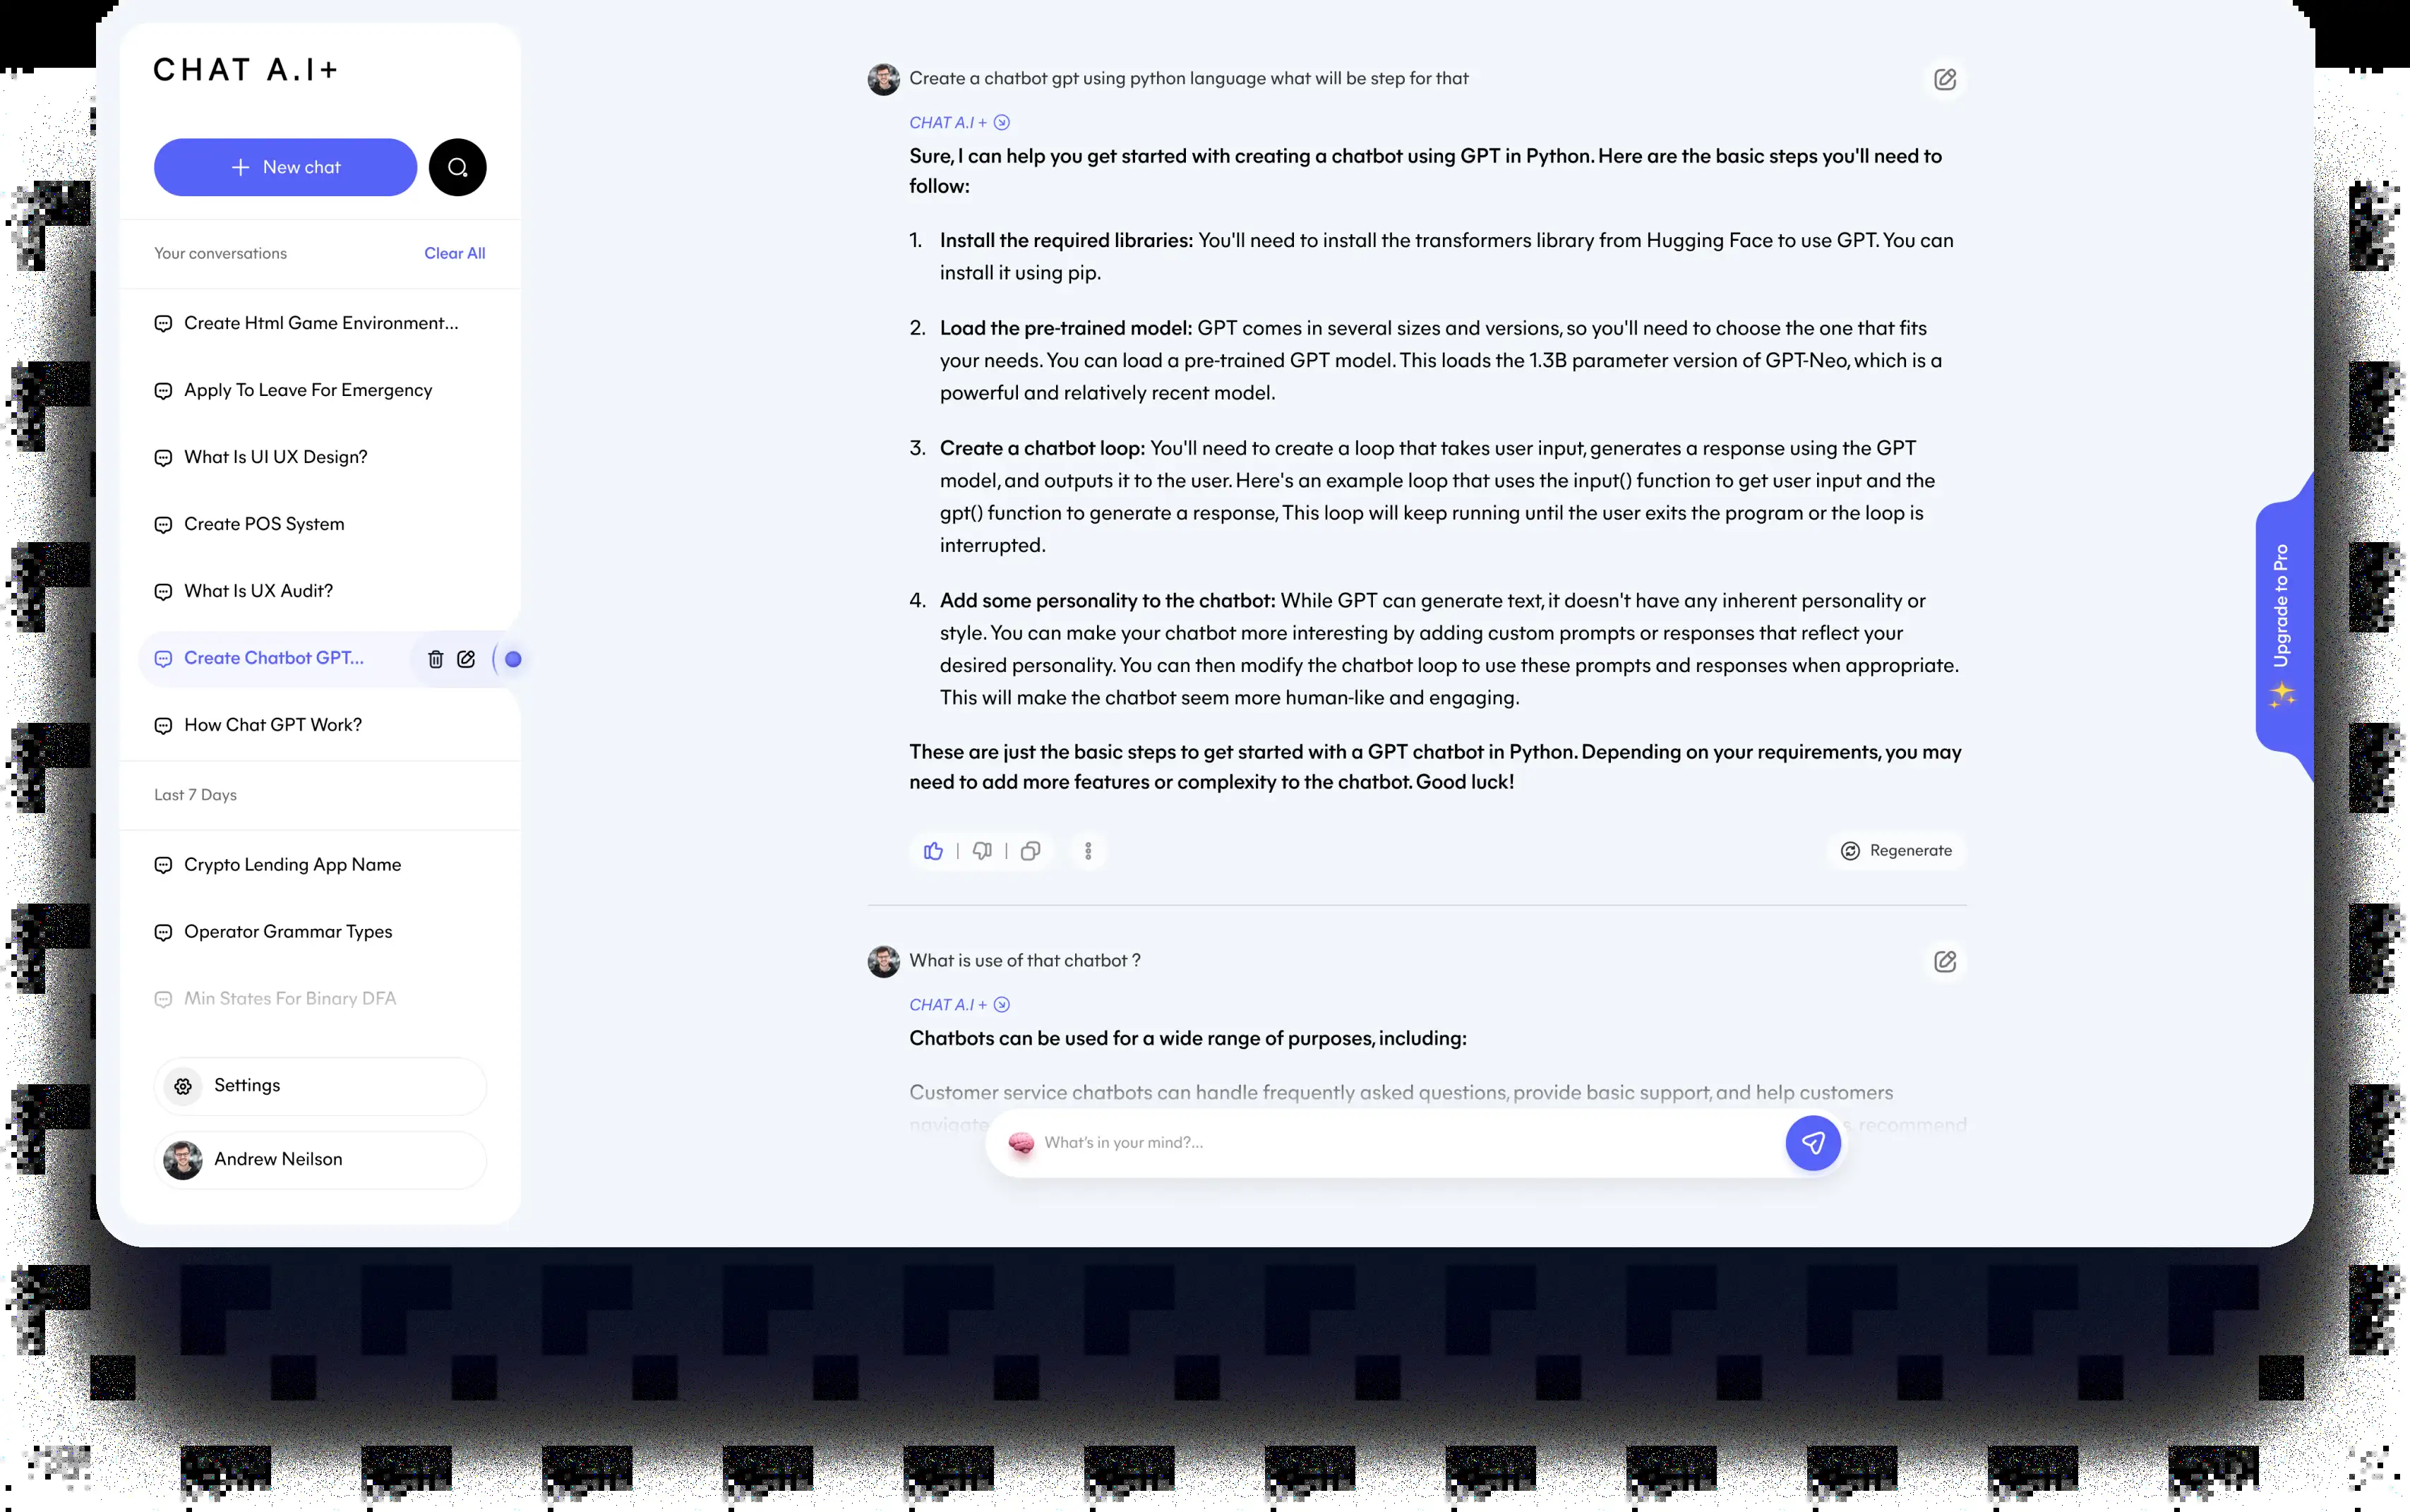 CHAT A.I+
New chat
Your conversations
Clear All
Create Html Game Environment...
Apply To Leave For Emergency
What Is UI UX Design?
Create POS System
What Is UX Audit?
Create Chatbot GPT...
How Chat GPT Work?
Last 7 Days
Crypto Lending App Name
Operator Grammar Types
Min States For Binary DFA
Settings
Andrew Neilson
Create a chatbot gpt using python language what will be step for that
CHAT A.I +
Sure, I can help you get started with creating a chatbot using GPT in Python. Here are the basic steps you'll need to
follow:
1. Install the required libraries: You'll need to install the transformers library from Hugging Face to use GPT. You can
install it using pip.
2. Load the pre-trained model: GPT comes in several sizes and versions, so you'll need to choose the one that fits
your needs. You can load a pre-trained GPT model. This loads the 1.3B parameter version of GPT-Neo, which is a
powerful and relatively recent model.
3. Create a chatbot loop: You'll need to create a loop that takes user input, generates a response using the GPT
model, and outputs it to the user. Here's an example loop that uses the input() function to get user input and the
gpt() function to generate a response, This loop will keep running until the user exits the program or the loop is
interrupted.
4. Add some personality to the chatbot: While GPT can generate text, it doesn't have any inherent personality or
style. You can make your chatbot more interesting by adding custom prompts or responses that reflect your
desired personality. You can then modify the chatbot loop to use these prompts and responses when appropriate.
This will make the chatbot seem more human-like and engaging.
These are just the basic steps to get started with a GPT chatbot in Python. Depending on your requirements, you may
need to add more features or complexity to the chatbot. Good luck!
Regenerate
What is use of that chatbot ?
CHAT A.I +
Chatbots can be used for a wide range of purposes, including:
Customer service chatbots can handle frequently asked questions, provide basic support, and help customers
navigate recommend
What's in your mind?...
Upgrade to Pro